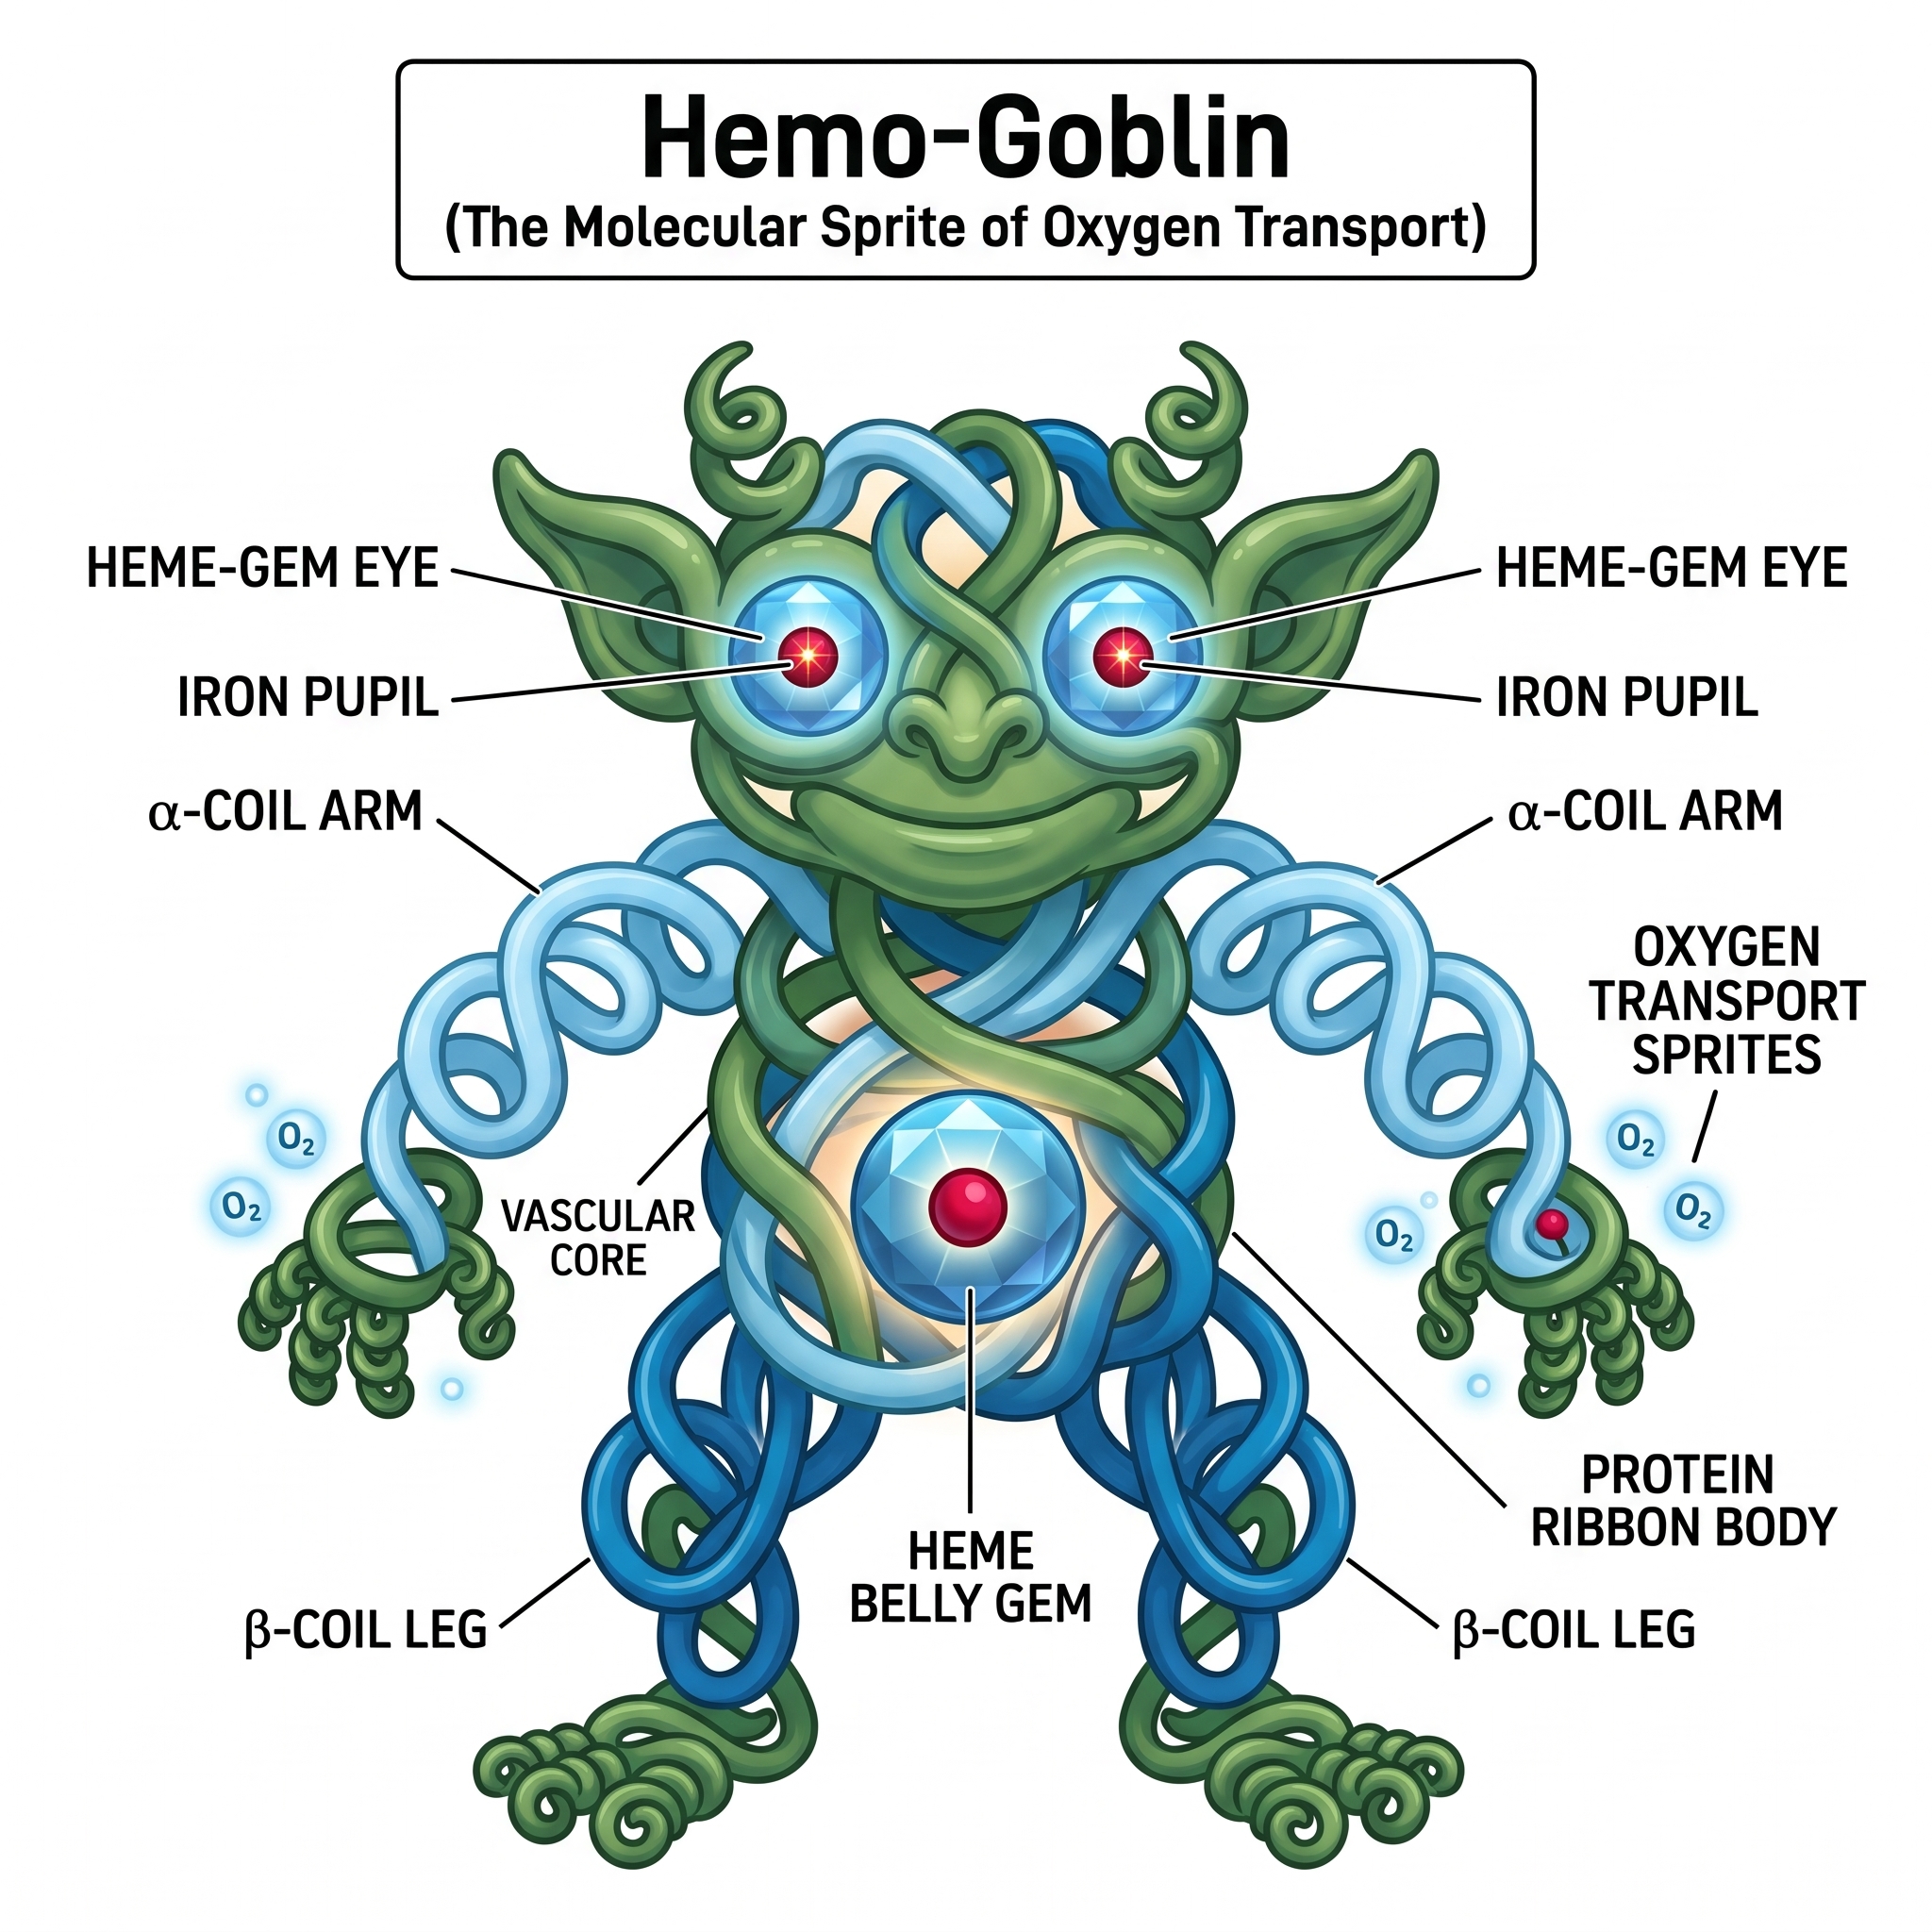 Hemo-Goblin
(The Molecular Sprite of Oxygen Transport)
HEME-GEM EYE
HEME-GEM EYE
IRON PUPIL
IRON PUPIL
α-COIL ARM
α-COIL ARM
OXYGEN
TRANSPORT
SPRITES
O₂
O₂
O₂
O₂
O₂
VASCULAR
CORE
PROTEIN
RIBBON BODY
HEME
BELLY GEM
β-COIL LEG
β-COIL LEG